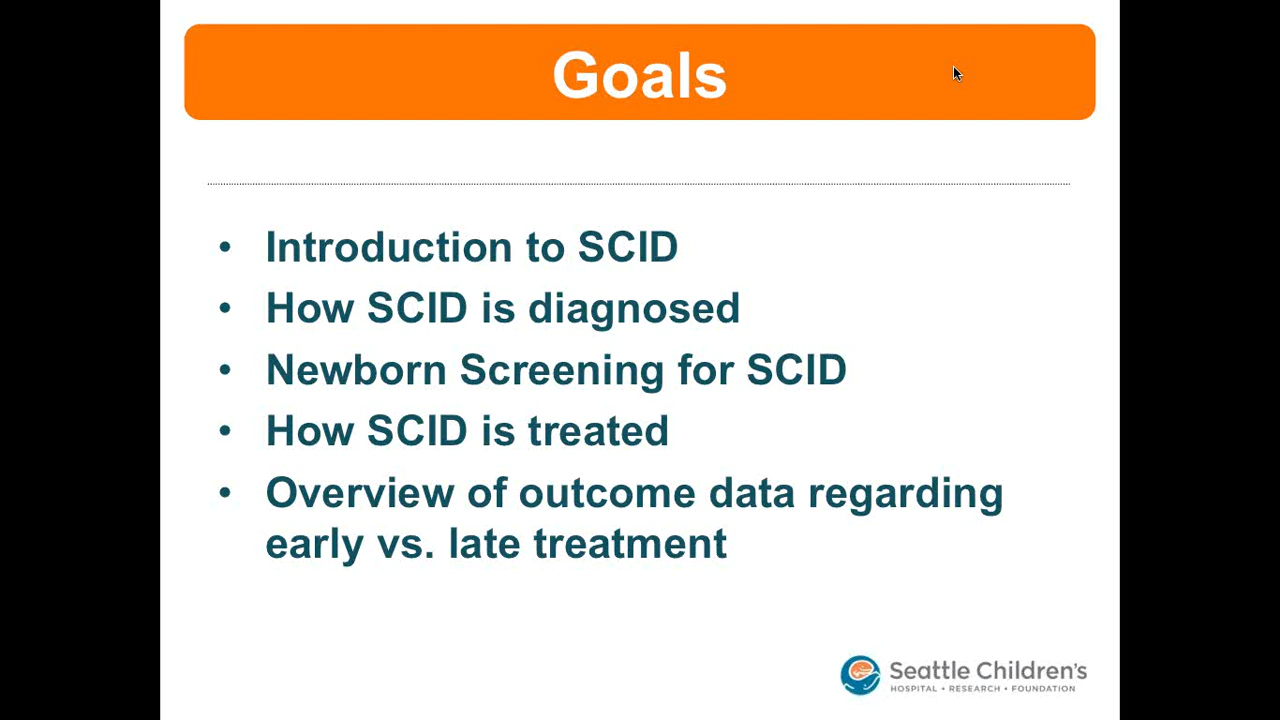 Goals
• Introduction to SCID
• How SCID is diagnosed
• Newborn Screening for SCID
• How SCID is treated
• Overview of outcome data regarding
early vs. late treatment
Seattle Children's
HOSPITAL • RESEARCH • FOUNDATION